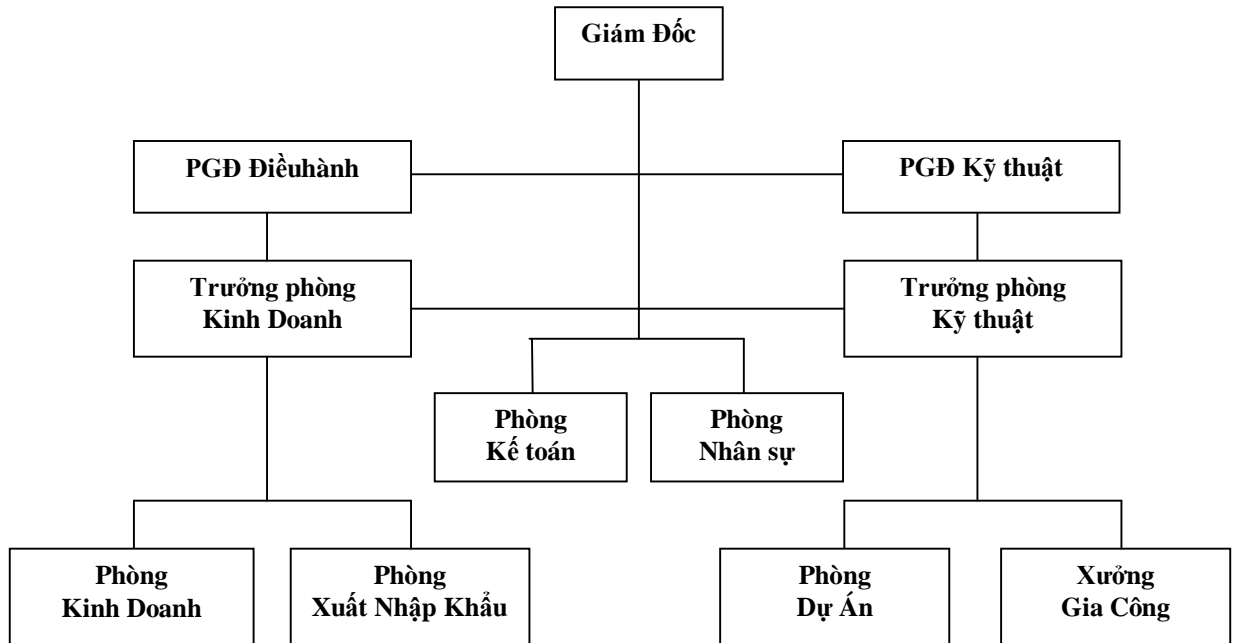 Giám Đốc
PGĐ Điềuhành
PGĐ Kỹ thuật
Trưởng phòng
Kinh Doanh
Trưởng phòng
Kỹ thuật
Phòng
Kế toán
Phòng
Nhân sự
Phòng
Kinh Doanh
Phòng
Xuất Nhập Khẩu
Phòng
Dự Án
Xưởng
Gia Công